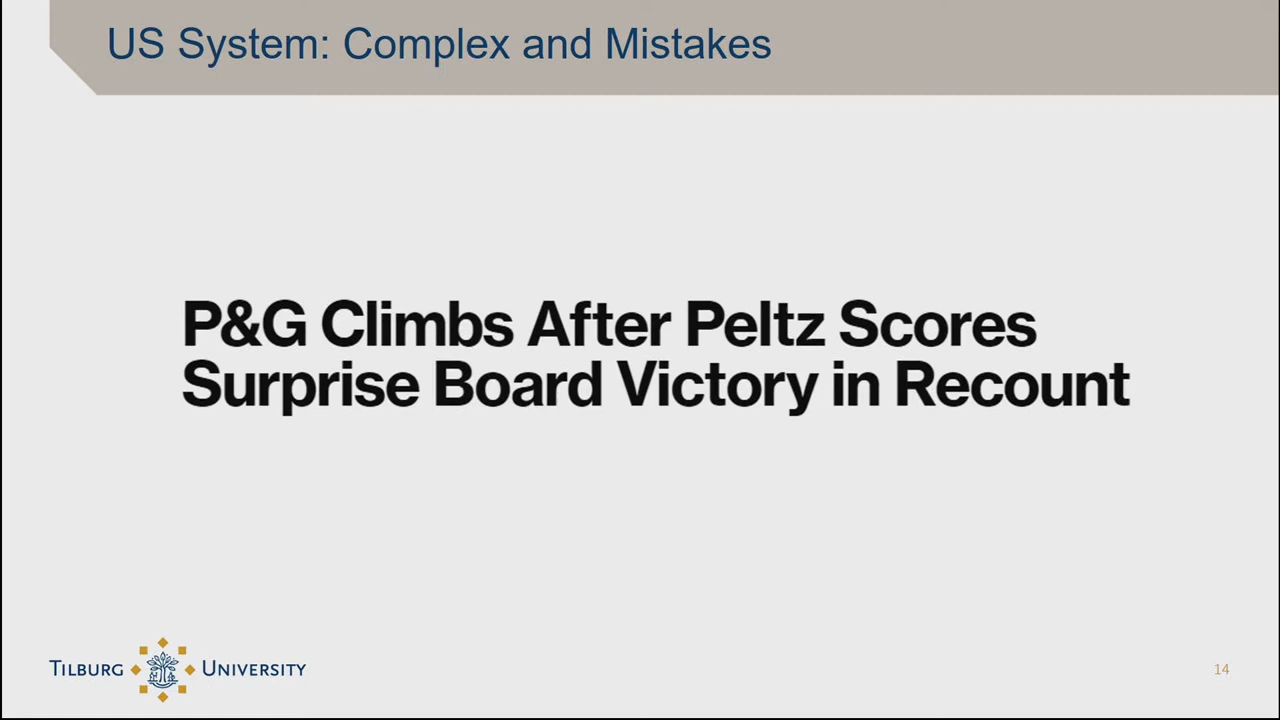 US System: Complex and Mistakes
P&G Climbs After Peltz Scores
Surprise Board Victory in Recount
TILBURG UNIVERSITY
14